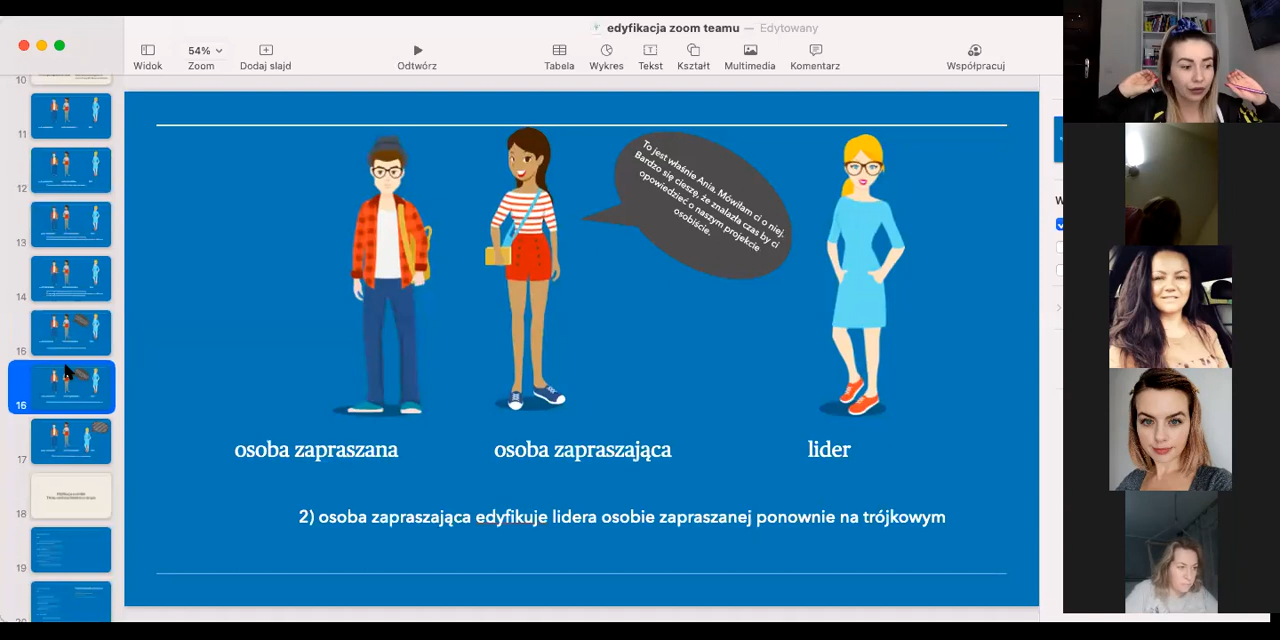 edyfikacja zoom teamu — Edytowany
54%
Widok
Zoom
Dodaj slajd
Odtwórz
Tabela
Wykres
Tekst
Kształt
Multimedia
Komentarz
Współpracuj
10
11
12
13
14
15
16
17
18
19
20
To jest właśnie Ania. Mówiłam ci o niej.
Bardzo się cieszę, że znalazła czas by ci
opowiedzieć o naszym projekcie
osobiście.
osoba zapraszana
osoba zapraszająca
lider
2) osoba zapraszająca edyfikuje lidera osobie zapraszanej ponownie na trójkowym
W